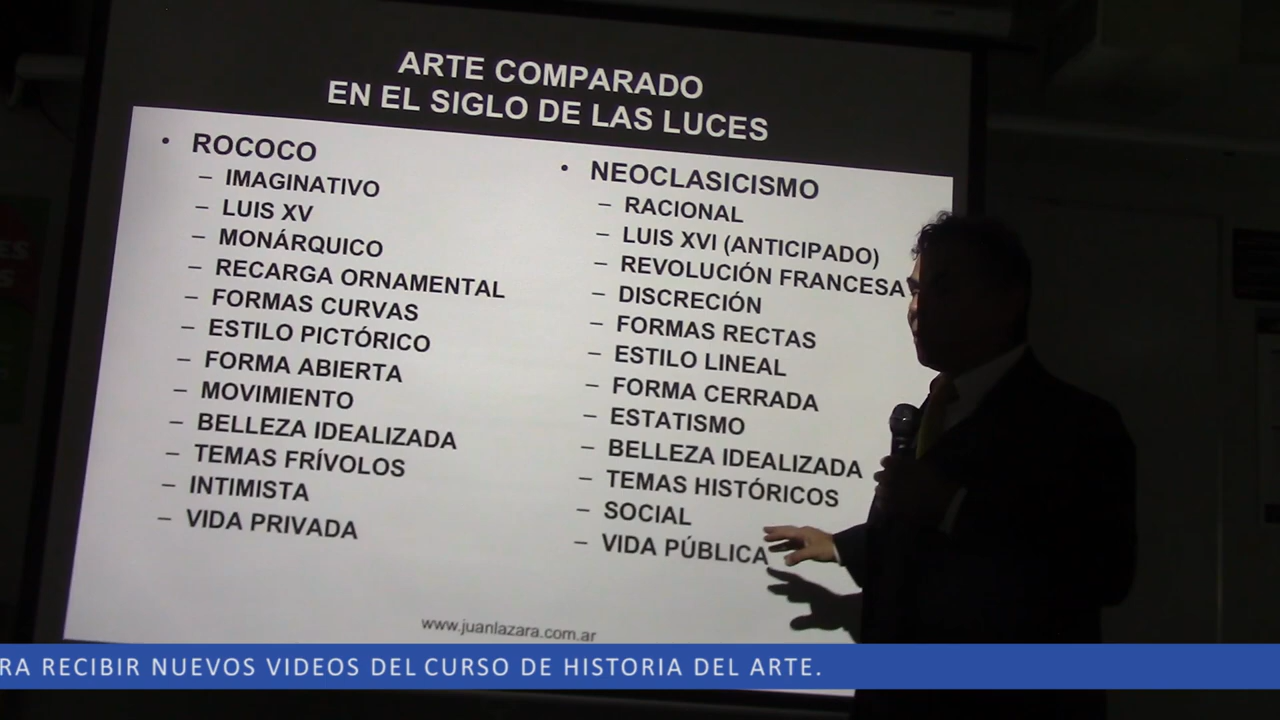 ARTE COMPARADO
EN EL SIGLO DE LAS LUCES
• ROCOCO
– IMAGINATIVO
– LUIS XV
– MONÁRQUICO
– RECARGA ORNAMENTAL
– FORMAS CURVAS
– ESTILO PICTÓRICO
– FORMA ABIERTA
– MOVIMIENTO
– BELLEZA IDEALIZADA
– TEMAS FRÍVOLOS
– INTIMISTA
– VIDA PRIVADA
• NEOCLASICISMO
– RACIONAL
– LUIS XVI (ANTICIPADO)
– REVOLUCIÓN FRANCESA
– DISCRECIÓN
– FORMAS RECTAS
– ESTILO LINEAL
– FORMA CERRADA
– ESTATISMO
– BELLEZA IDEALIZADA
– TEMAS HISTÓRICOS
– SOCIAL
– VIDA PÚBLICA
www.juanlazara.com.ar
RA RECIBIR NUEVOS VIDEOS DEL CURSO DE HISTORIA DEL ARTE.